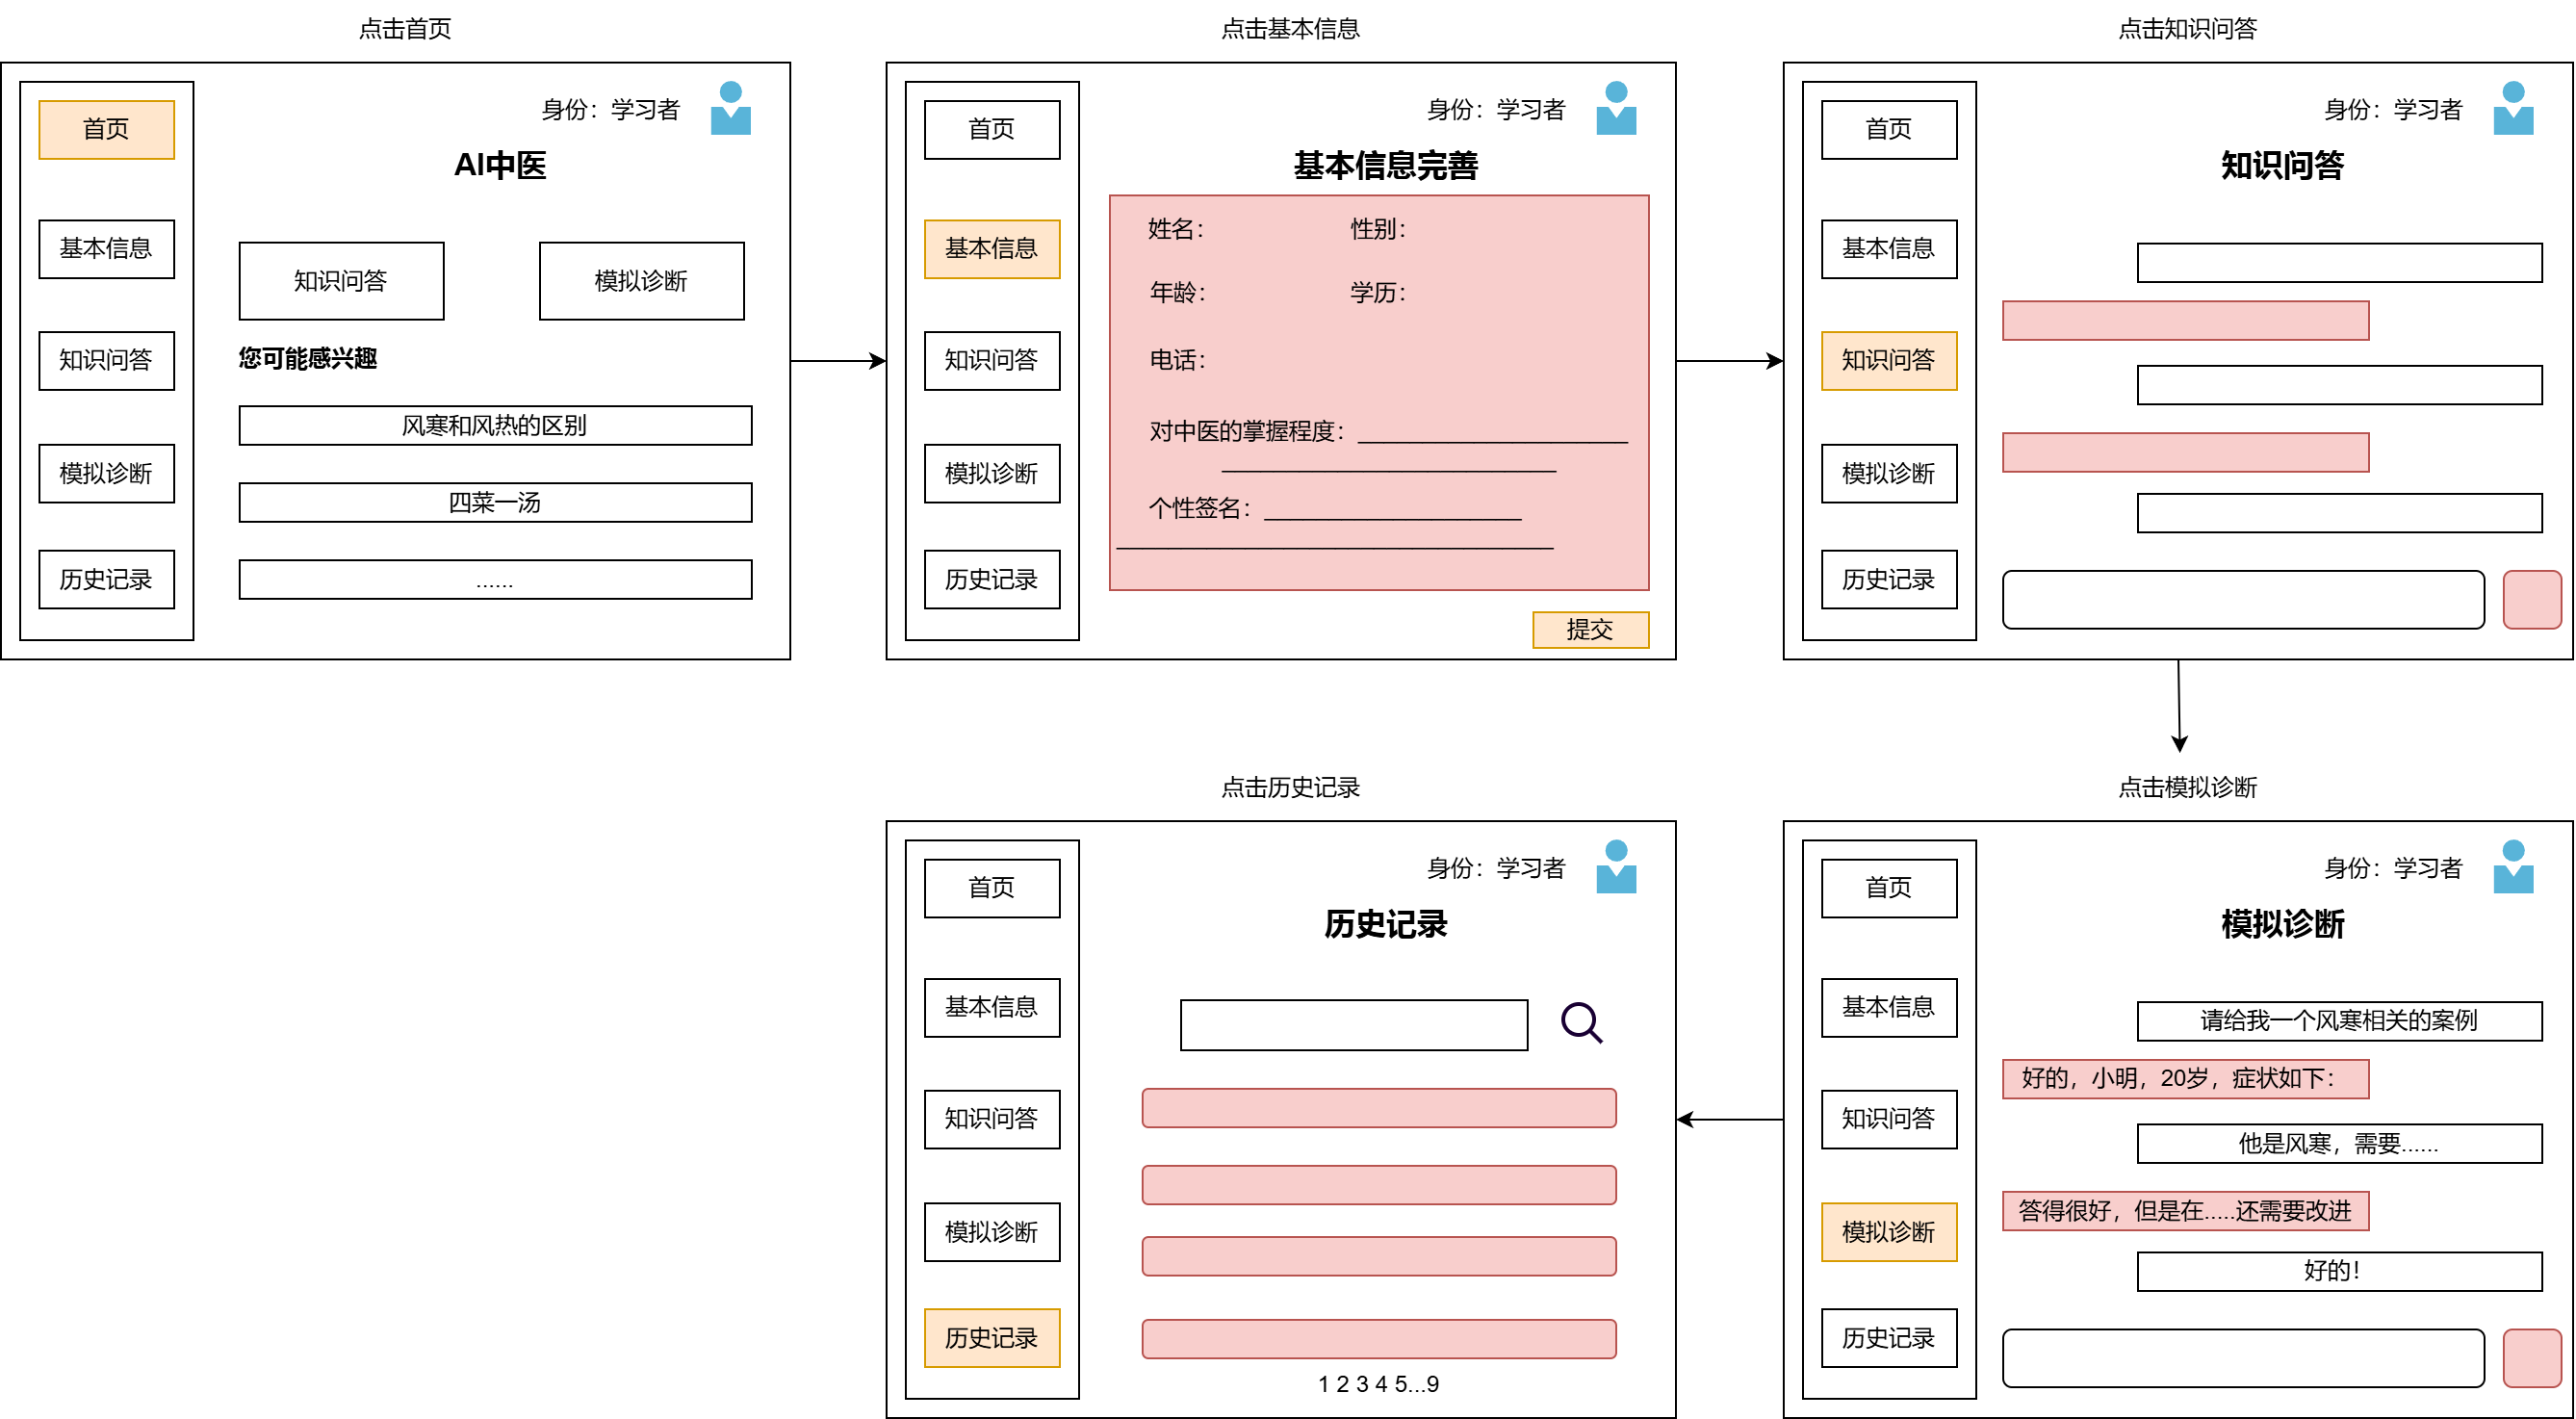 点击首页
首页
基本信息
知识问答
模拟诊断
历史记录
身份：学习者
AI中医
知识问答
模拟诊断
您可能感兴趣
风寒和风热的区别
四菜一汤
......
点击基本信息
首页
基本信息
知识问答
模拟诊断
历史记录
身份：学习者
基本信息完善
姓名：
性别：
年龄：
学历：
电话：
对中医的掌握程度：_____________________
__________________________
个性签名：____________________
__________________________________
提交
点击知识问答
首页
基本信息
知识问答
模拟诊断
历史记录
身份：学习者
知识问答
点击历史记录
首页
基本信息
知识问答
模拟诊断
历史记录
身份：学习者
历史记录
1 2 3 4 5...9
点击模拟诊断
首页
基本信息
知识问答
模拟诊断
历史记录
身份：学习者
模拟诊断
请给我一个风寒相关的案例
好的，小明，20岁，症状如下：
他是风寒，需要......
答得很好，但是在.....还需要改进
好的！